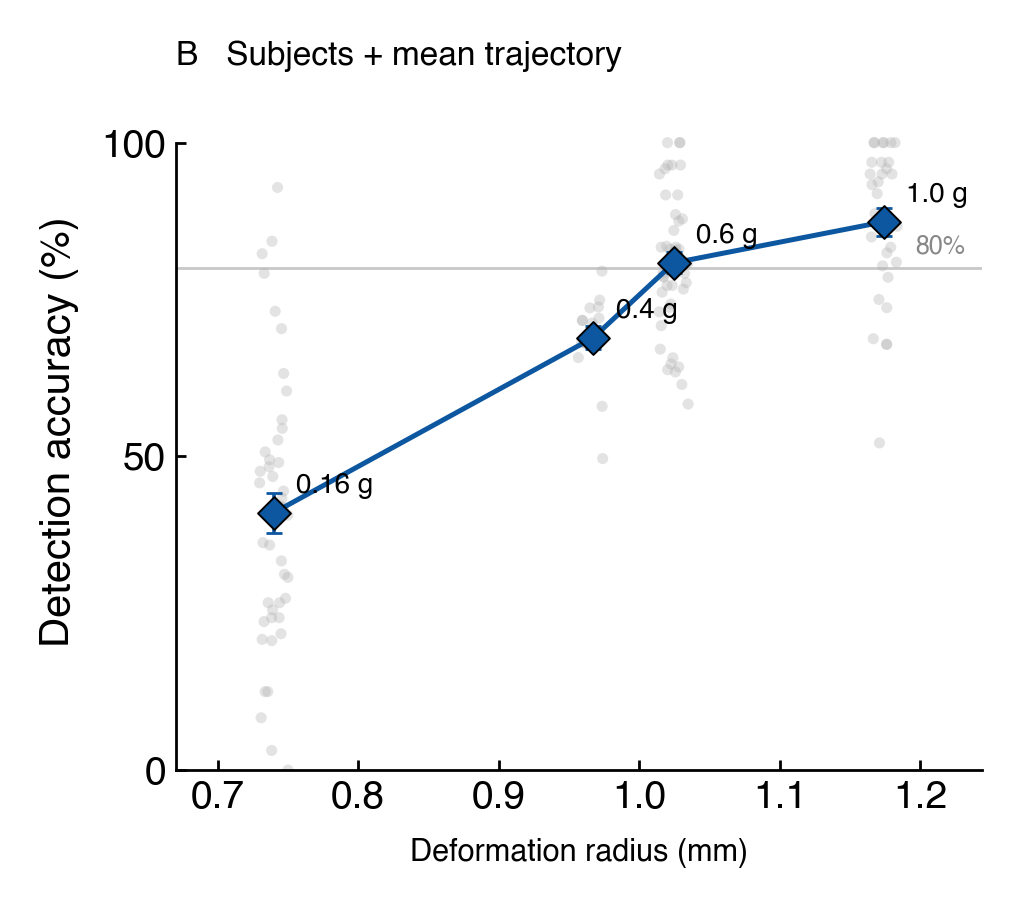 B Subjects + mean trajectory
Detection accuracy (%)
100
50
0
1.0 g
80%
0.6 g
0.4 g
0.16 g
0.7 0.8 0.9 1.0 1.1 1.2
Deformation radius (mm)